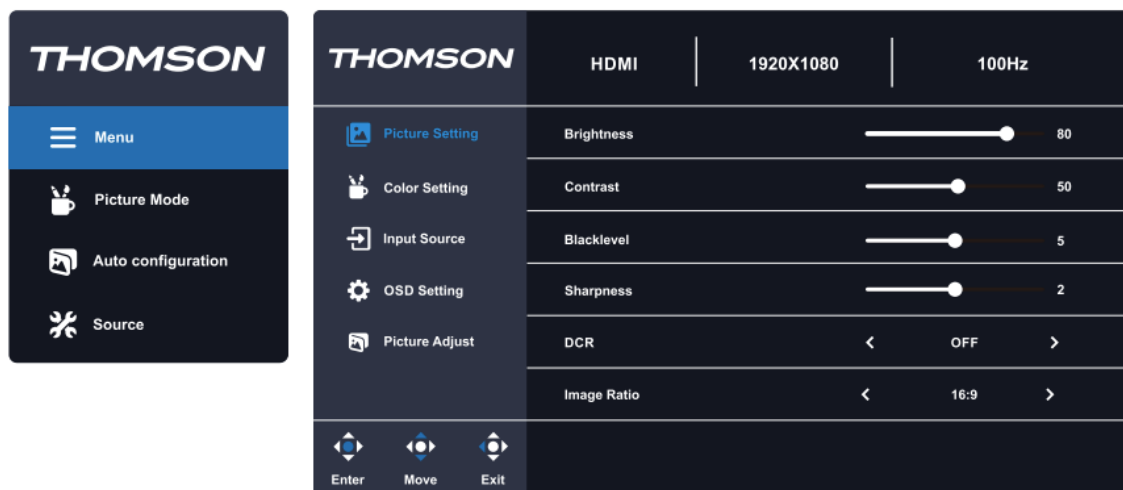 THOMSON
Menu
Picture Mode
Auto configuration
Source
THOMSON
HDMI 1920X1080 100Hz
Picture Setting
Color Setting
Input Source
OSD Setting
Picture Adjust
Brightness 80
Contrast 50
Blacklevel 5
Sharpness 2
DCR OFF
Image Ratio 16:9
Enter Move Exit